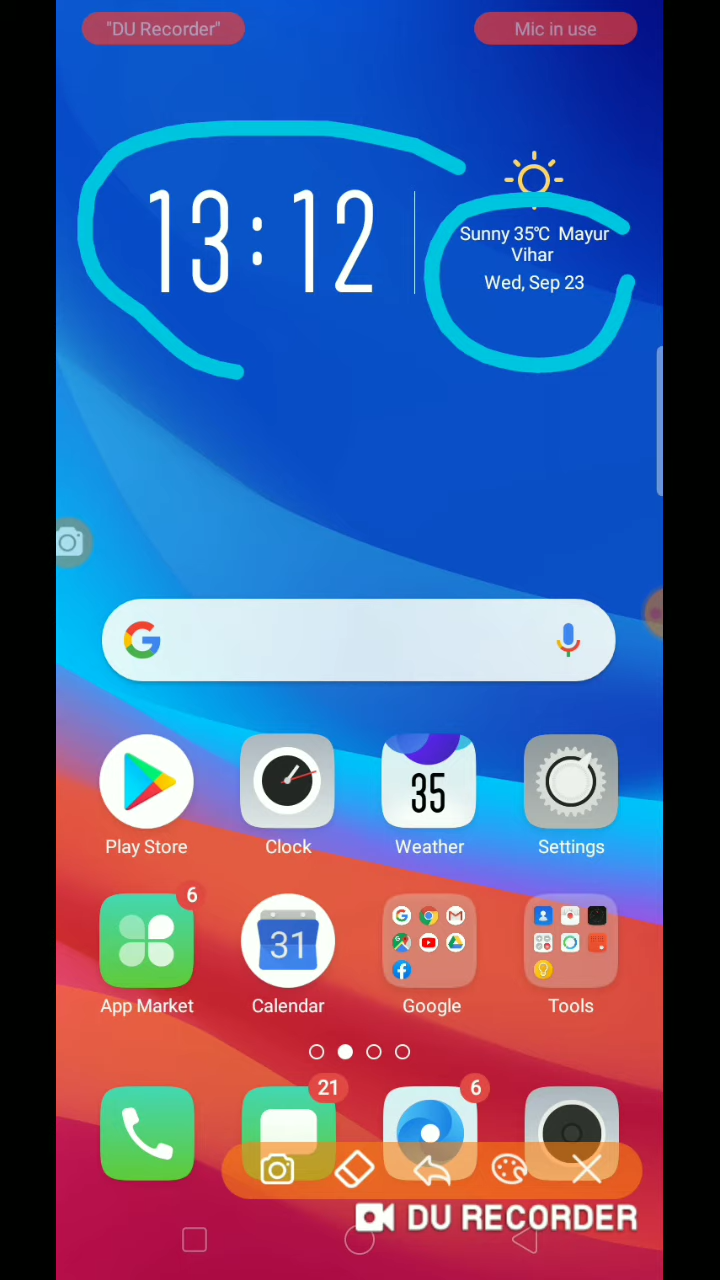 "DU Recorder"
Mic in use
13:12
Sunny 35℃ Mayur
Vihar
Wed, Sep 23
35
Play Store
Clock
Weather
Settings
6
31
App Market
Calendar
Google
Tools
21
6
DU RECORDER